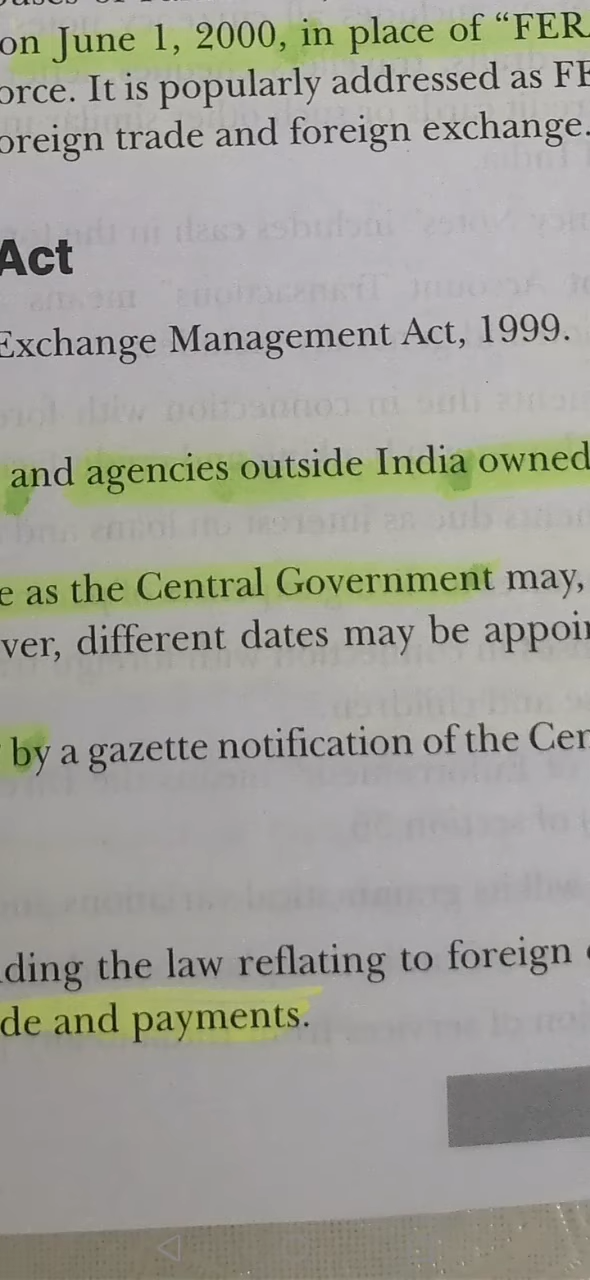 on June 1, 2000, in place of “FER
orce. It is popularly addressed as FE
oreign trade and foreign exchange.
Act
Exchange Management Act, 1999.
and agencies outside India owned
e as the Central Government may,
ver, different dates may be appoin
by a gazette notification of the Cen
ding the law reflating to foreign
de and payments.